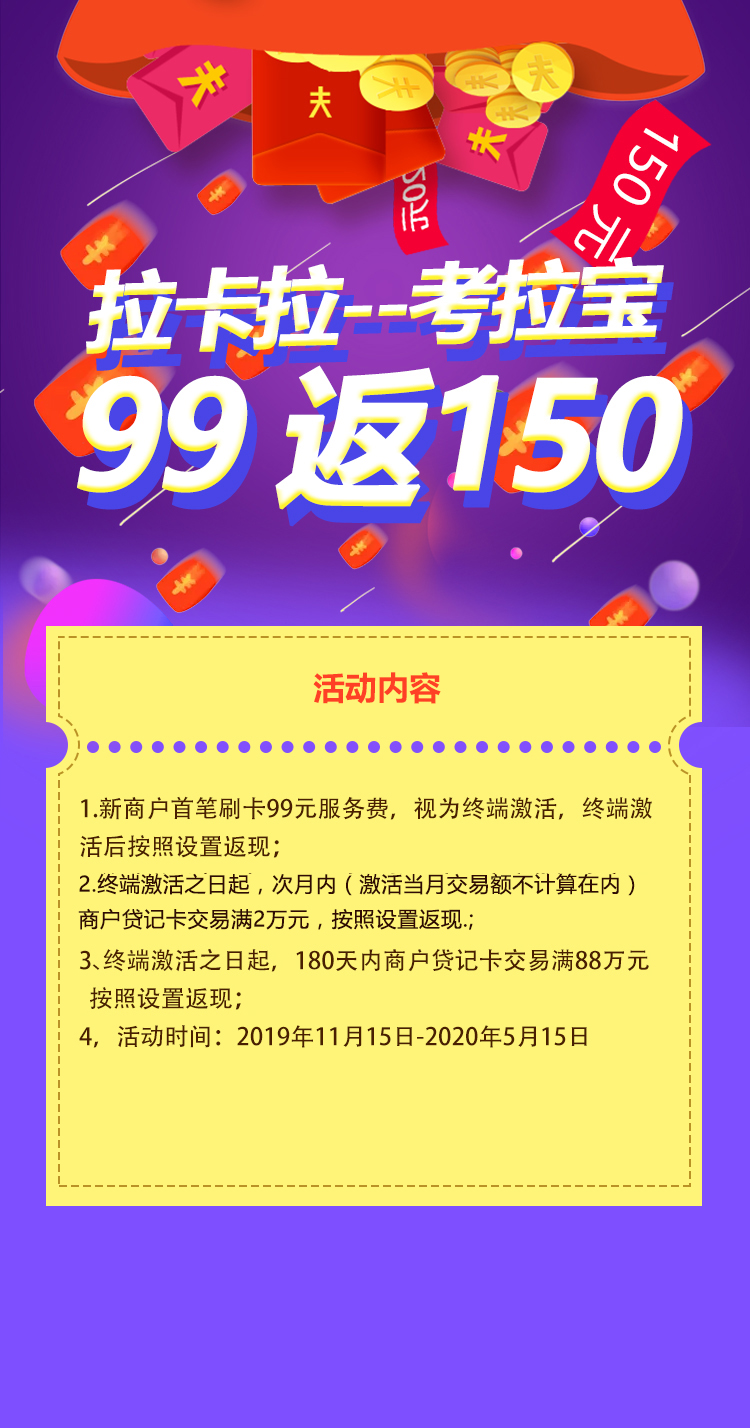 夫
夫
夫
20元
150元
拉卡拉--考拉宝
99 返150
活动内容
1.新商户首笔刷卡99元服务费，视为终端激活，终端激
活后按照设置返现；
2.终端激活之日起，次月内（激活当月交易额不计算在内）
商户贷记卡交易满2万元，按照设置返现.；
3、终端激活之日起，180天内商户贷记卡交易满88万元
按照设置返现；
4，活动时间：2019年11月15日-2020年5月15日